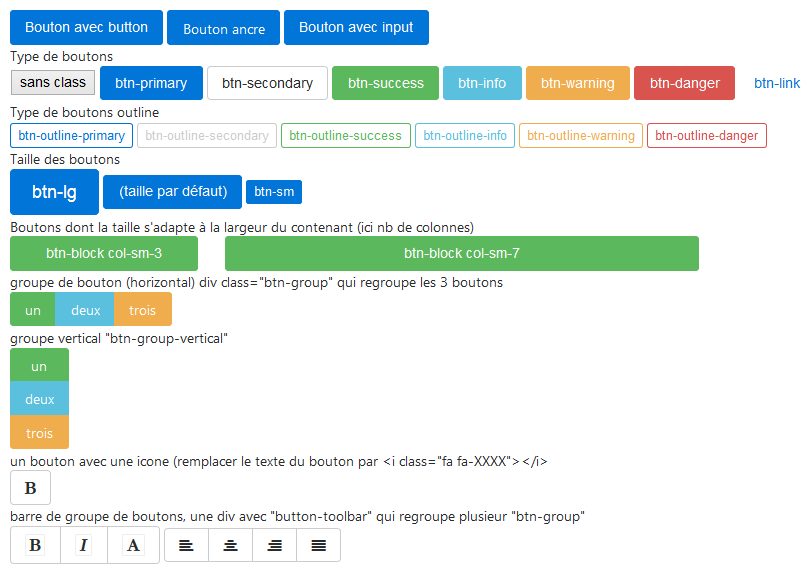 Bouton avec button Bouton ancre Bouton avec input
Type de boutons
sans class btn-primary btn-secondary btn-success btn-info btn-warning btn-danger btn-link
Type de boutons outline
btn-outline-primary btn-outline-secondary btn-outline-success btn-outline-info btn-outline-warning btn-outline-danger
Taille des boutons
btn-lg (taille par défaut) btn-sm
Boutons dont la taille s'adapte à la largeur du contenant (ici nb de colonnes)
btn-block col-sm-3 btn-block col-sm-7
groupe de bouton (horizontal) div class="btn-group" qui regroupe les 3 boutons
un deux trois
groupe vertical "btn-group-vertical"
un
deux
trois
un bouton avec une icone (remplacer le texte du bouton par <i class="fa fa-XXXX"></i>
B
barre de groupe de boutons, une div avec "button-toolbar" qui regroupe plusieur "btn-group"
B I A